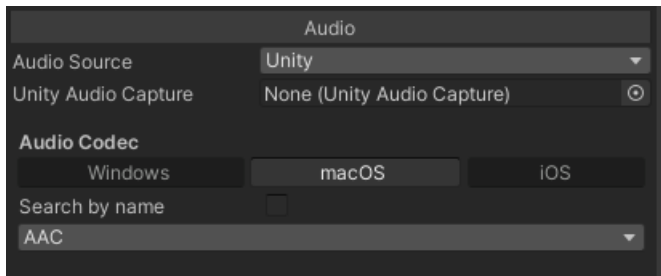 Audio
Audio Source Unity
Unity Audio Capture None (Unity Audio Capture)
Audio Codec
Windows macOS iOS
Search by name
AAC